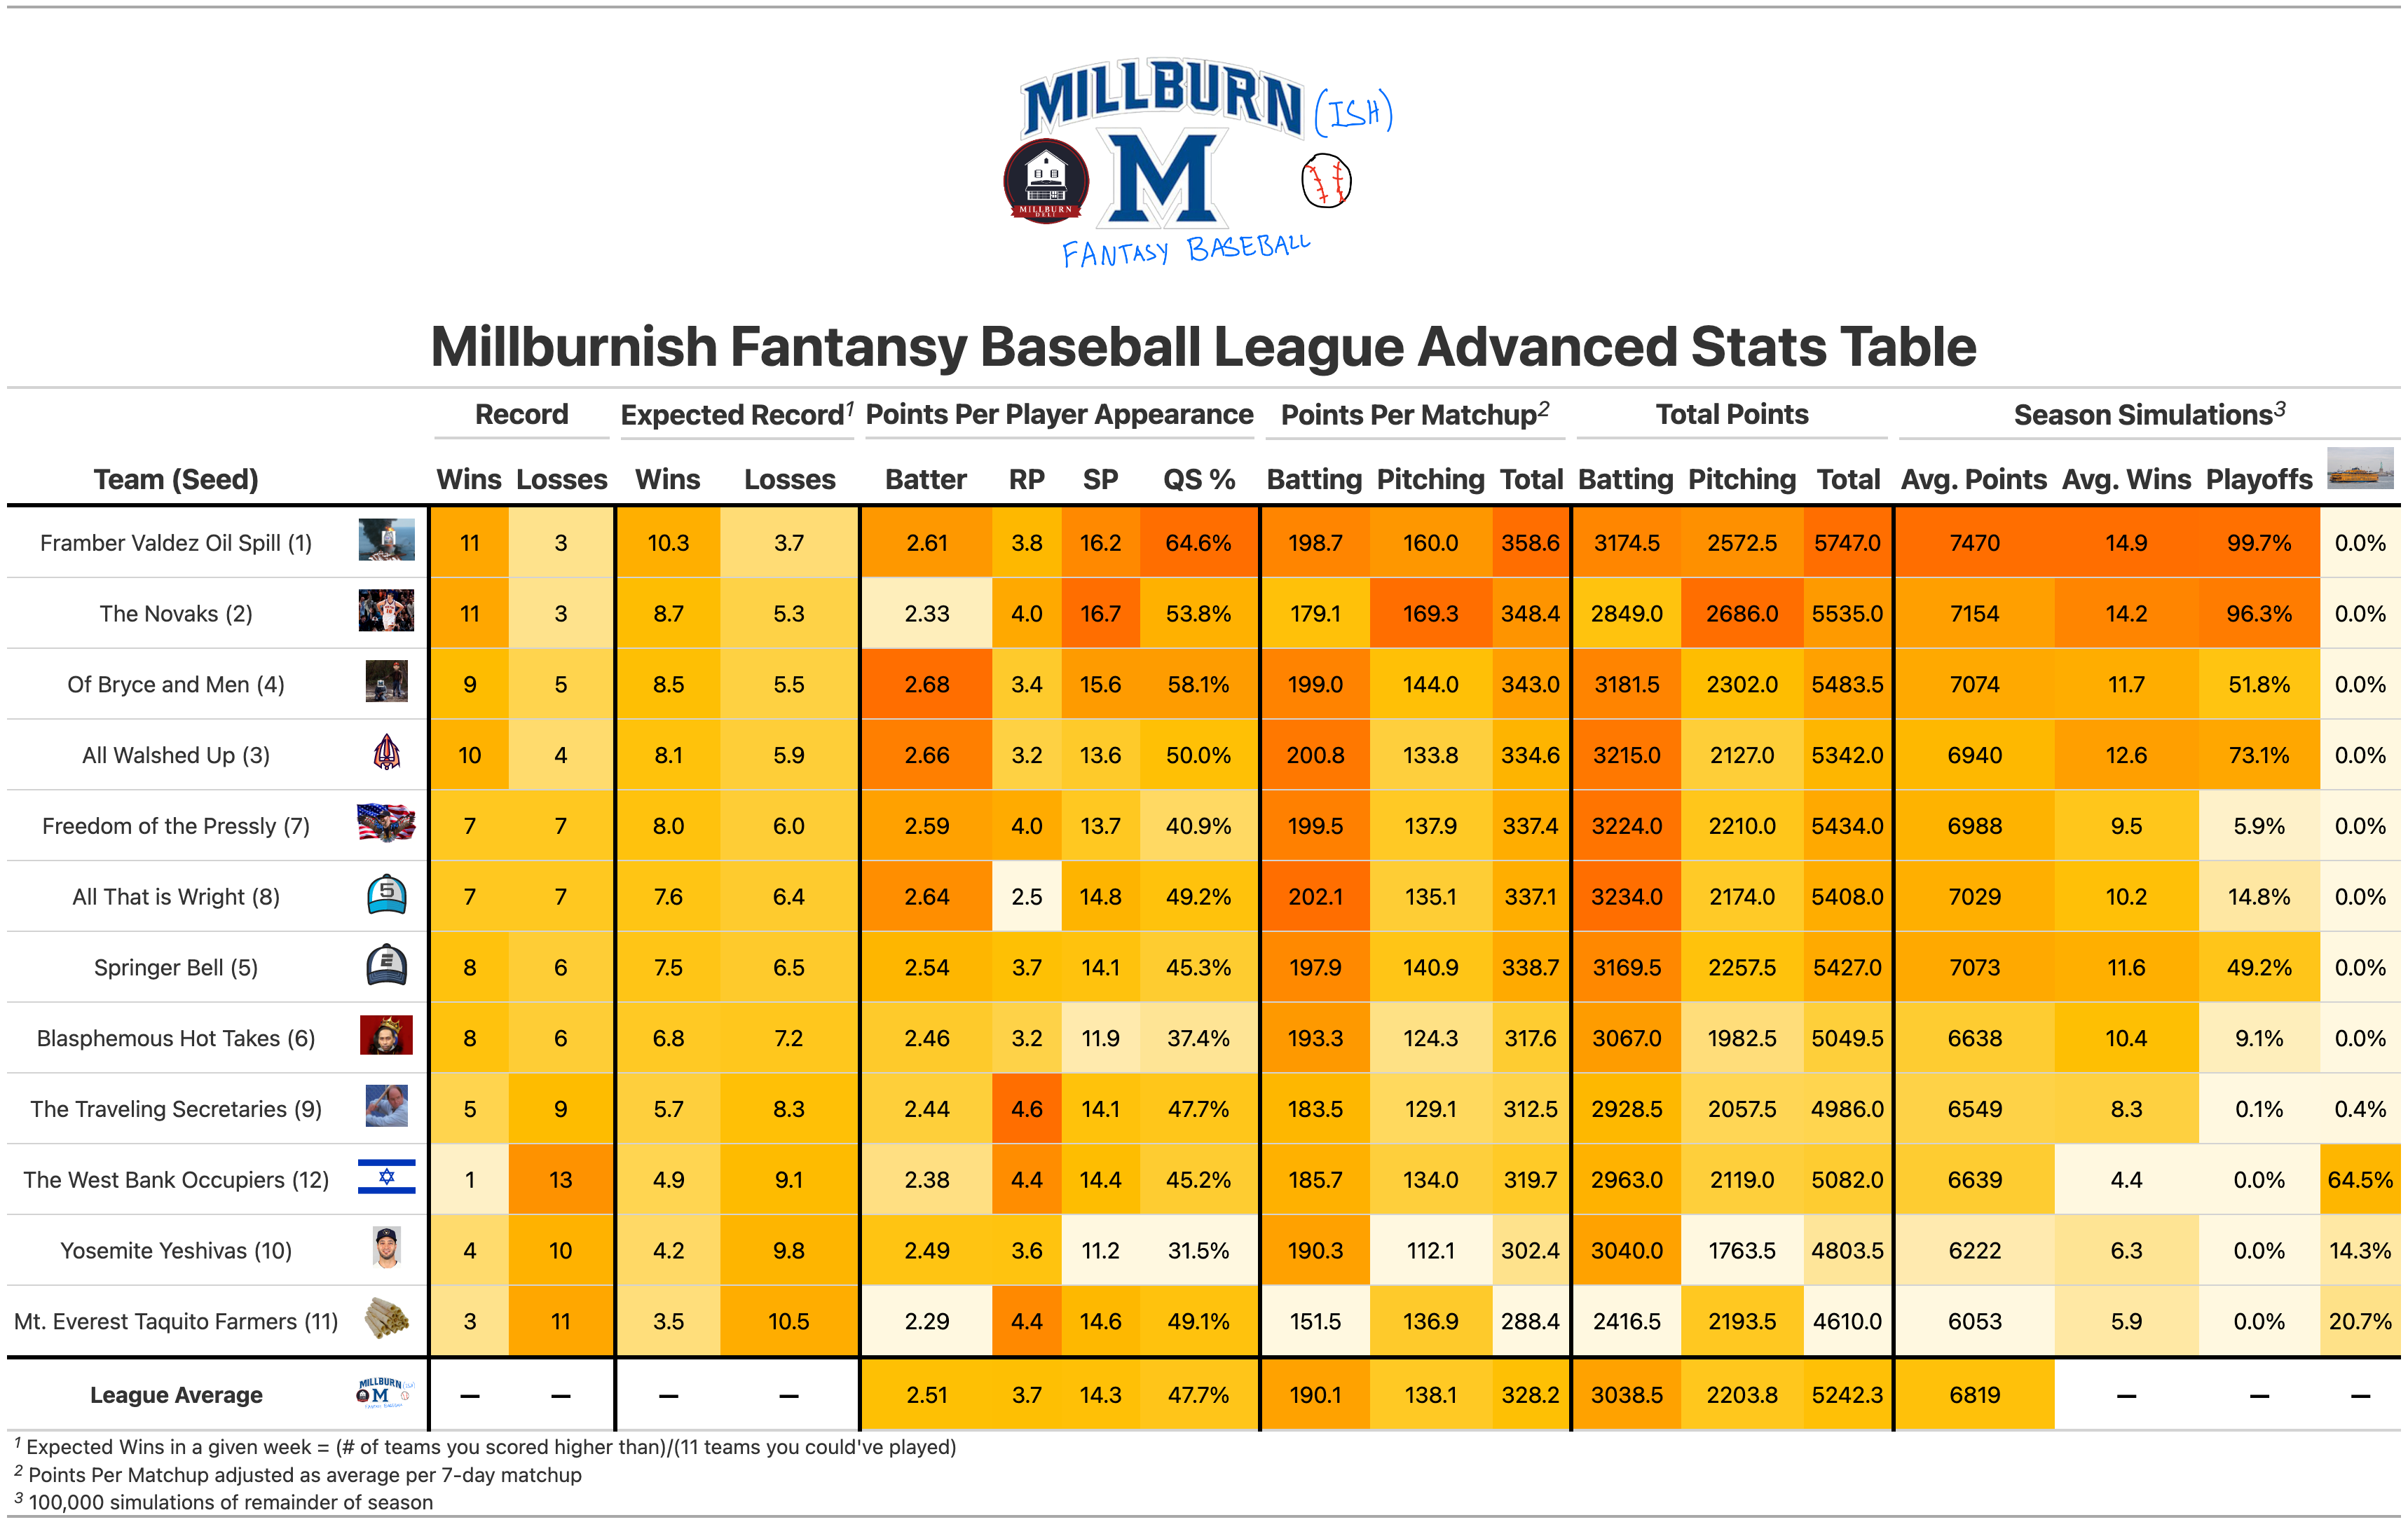 MILLBURN (ISH)
M
MILLBURN
DELI
FANTASY BASEBALL
Millburnish Fantansy Baseball League Advanced Stats Table
Record Expected Record1 Points Per Player Appearance Points Per Matchup2 Total Points Season Simulations3
Team (Seed) Wins Losses Wins Losses Batter RP SP QS % Batting Pitching Total Batting Pitching Total Avg. Points Avg. Wins Playoffs
Framber Valdez Oil Spill (1) 11 3 10.3 3.7 2.61 3.8 16.2 64.6% 198.7 160.0 358.6 3174.5 2572.5 5747.0 7470 14.9 99.7% 0.0%
The Novaks (2) 11 3 8.7 5.3 2.33 4.0 16.7 53.8% 179.1 169.3 348.4 2849.0 2686.0 5535.0 7154 14.2 96.3% 0.0%
Of Bryce and Men (4) 9 5 8.5 5.5 2.68 3.4 15.6 58.1% 199.0 144.0 343.0 3181.5 2302.0 5483.5 7074 11.7 51.8% 0.0%
All Walshed Up (3) 10 4 8.1 5.9 2.66 3.2 13.6 50.0% 200.8 133.8 334.6 3215.0 2127.0 5342.0 6940 12.6 73.1% 0.0%
Freedom of the Pressly (7) 7 7 8.0 6.0 2.59 4.0 13.7 40.9% 199.5 137.9 337.4 3224.0 2210.0 5434.0 6988 9.5 5.9% 0.0%
All That is Wright (8) 5 7 7 7.6 6.4 2.64 2.5 14.8 49.2% 202.1 135.1 337.1 3234.0 2174.0 5408.0 7029 10.2 14.8% 0.0%
Springer Bell (5) E 8 6 7.5 6.5 2.54 3.7 14.1 45.3% 197.9 140.9 338.7 3169.5 2257.5 5427.0 7073 11.6 49.2% 0.0%
Blasphemous Hot Takes (6) 8 6 6.8 7.2 2.46 3.2 11.9 37.4% 193.3 124.3 317.6 3067.0 1982.5 5049.5 6638 10.4 9.1% 0.0%
The Traveling Secretaries (9) 5 9 5.7 8.3 2.44 4.6 14.1 47.7% 183.5 129.1 312.5 2928.5 2057.5 4986.0 6549 8.3 0.1% 0.4%
The West Bank Occupiers (12) 1 13 4.9 9.1 2.38 4.4 14.4 45.2% 185.7 134.0 319.7 2963.0 2119.0 5082.0 6639 4.4 0.0% 64.5%
Yosemite Yeshivas (10) 4 10 4.2 9.8 2.49 3.6 11.2 31.5% 190.3 112.1 302.4 3040.0 1763.5 4803.5 6222 6.3 0.0% 14.3%
Mt. Everest Taquito Farmers (11) 3 11 3.5 10.5 2.29 4.4 14.6 49.1% 151.5 136.9 288.4 2416.5 2193.5 4610.0 6053 5.9 0.0% 20.7%
League Average MILLBURN (ISH) M FANTASY BASEBALL — — — — 2.51 3.7 14.3 47.7% 190.1 138.1 328.2 3038.5 2203.8 5242.3 6819 — — —
1 Expected Wins in a given week = (# of teams you scored higher than)/(11 teams you could've played)
2 Points Per Matchup adjusted as average per 7-day matchup
3 100,000 simulations of remainder of season